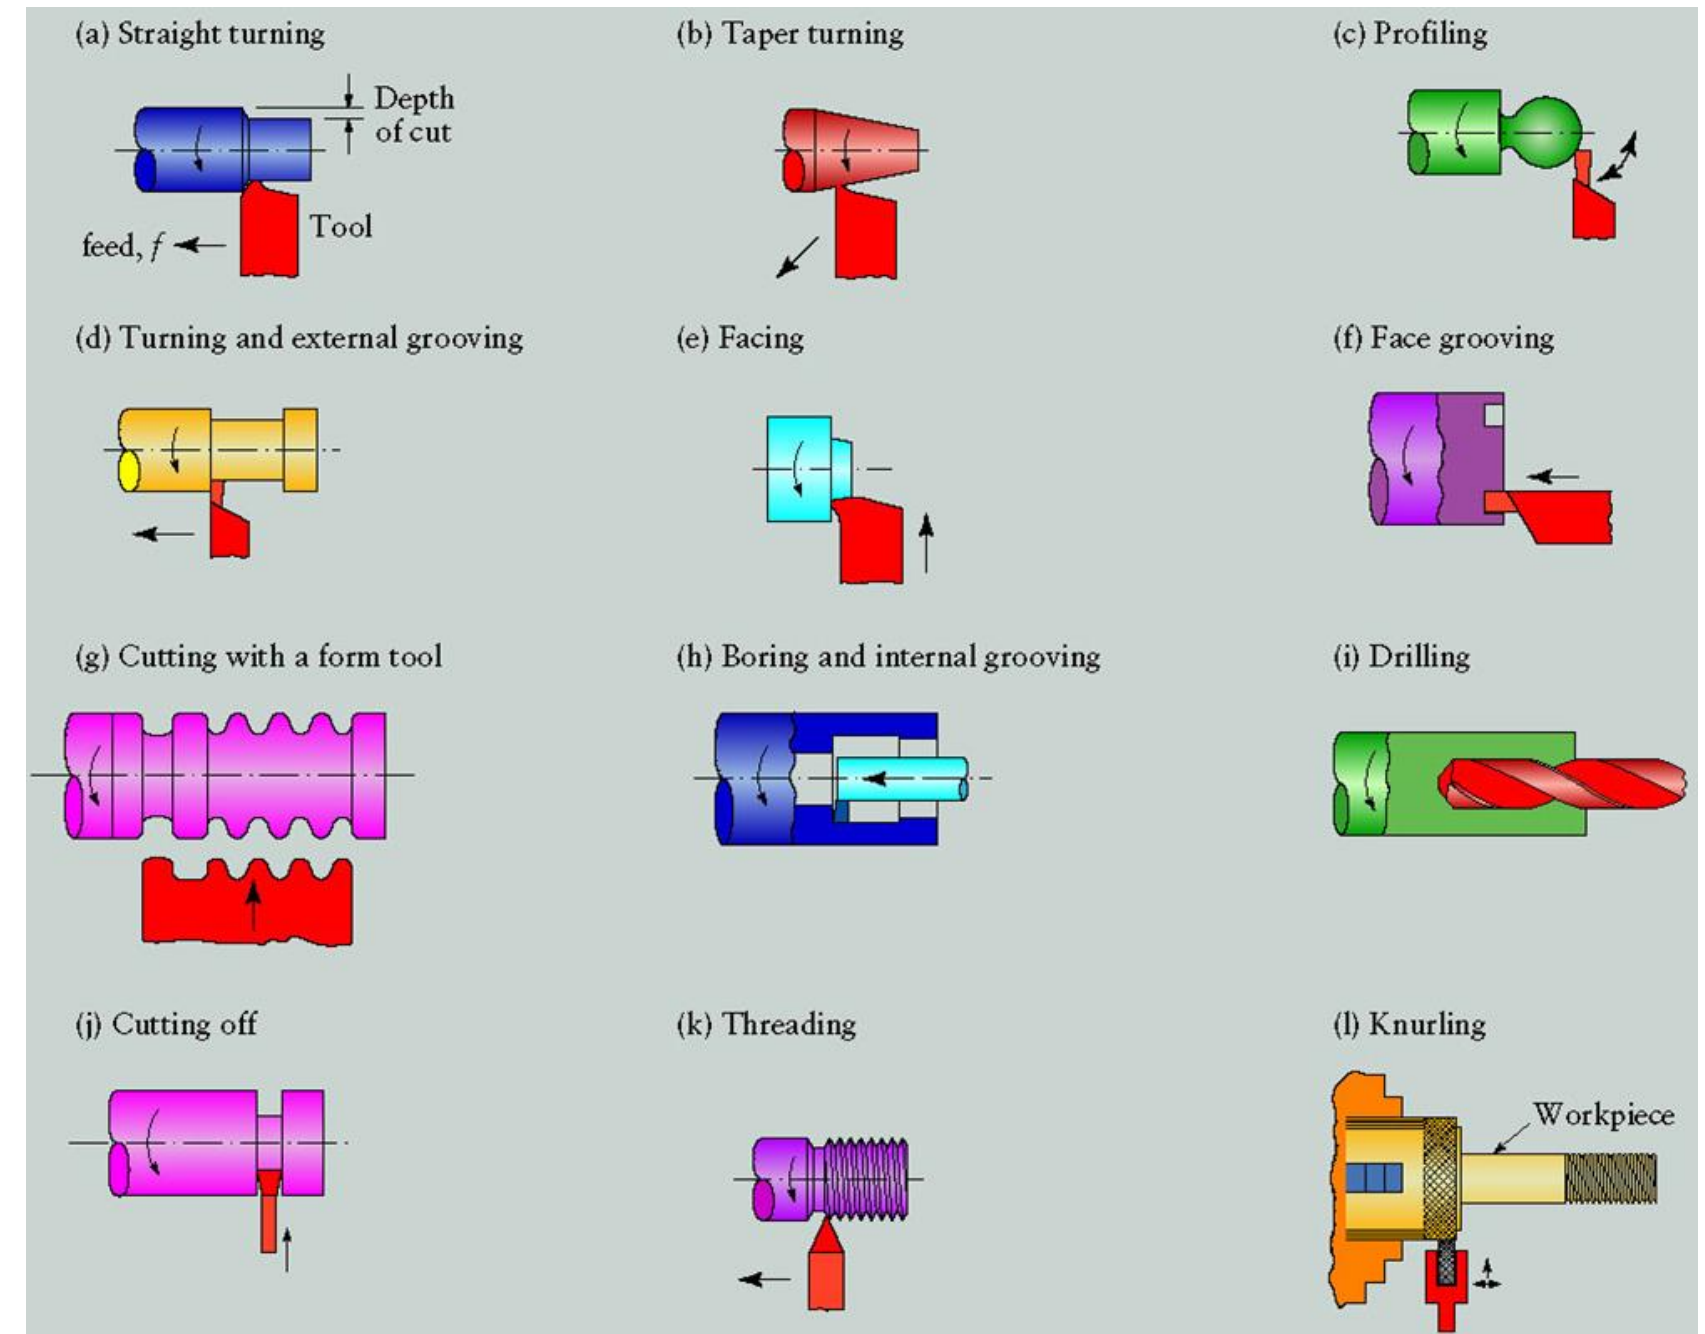 (a) Straight turning
Depth
of cut
Tool
feed, f
(b) Taper turning
(c) Profiling
(d) Turning and external grooving
(e) Facing
(f) Face grooving
(g) Cutting with a form tool
(h) Boring and internal grooving
(i) Drilling
(j) Cutting off
(k) Threading
(l) Knurling
Workpiece